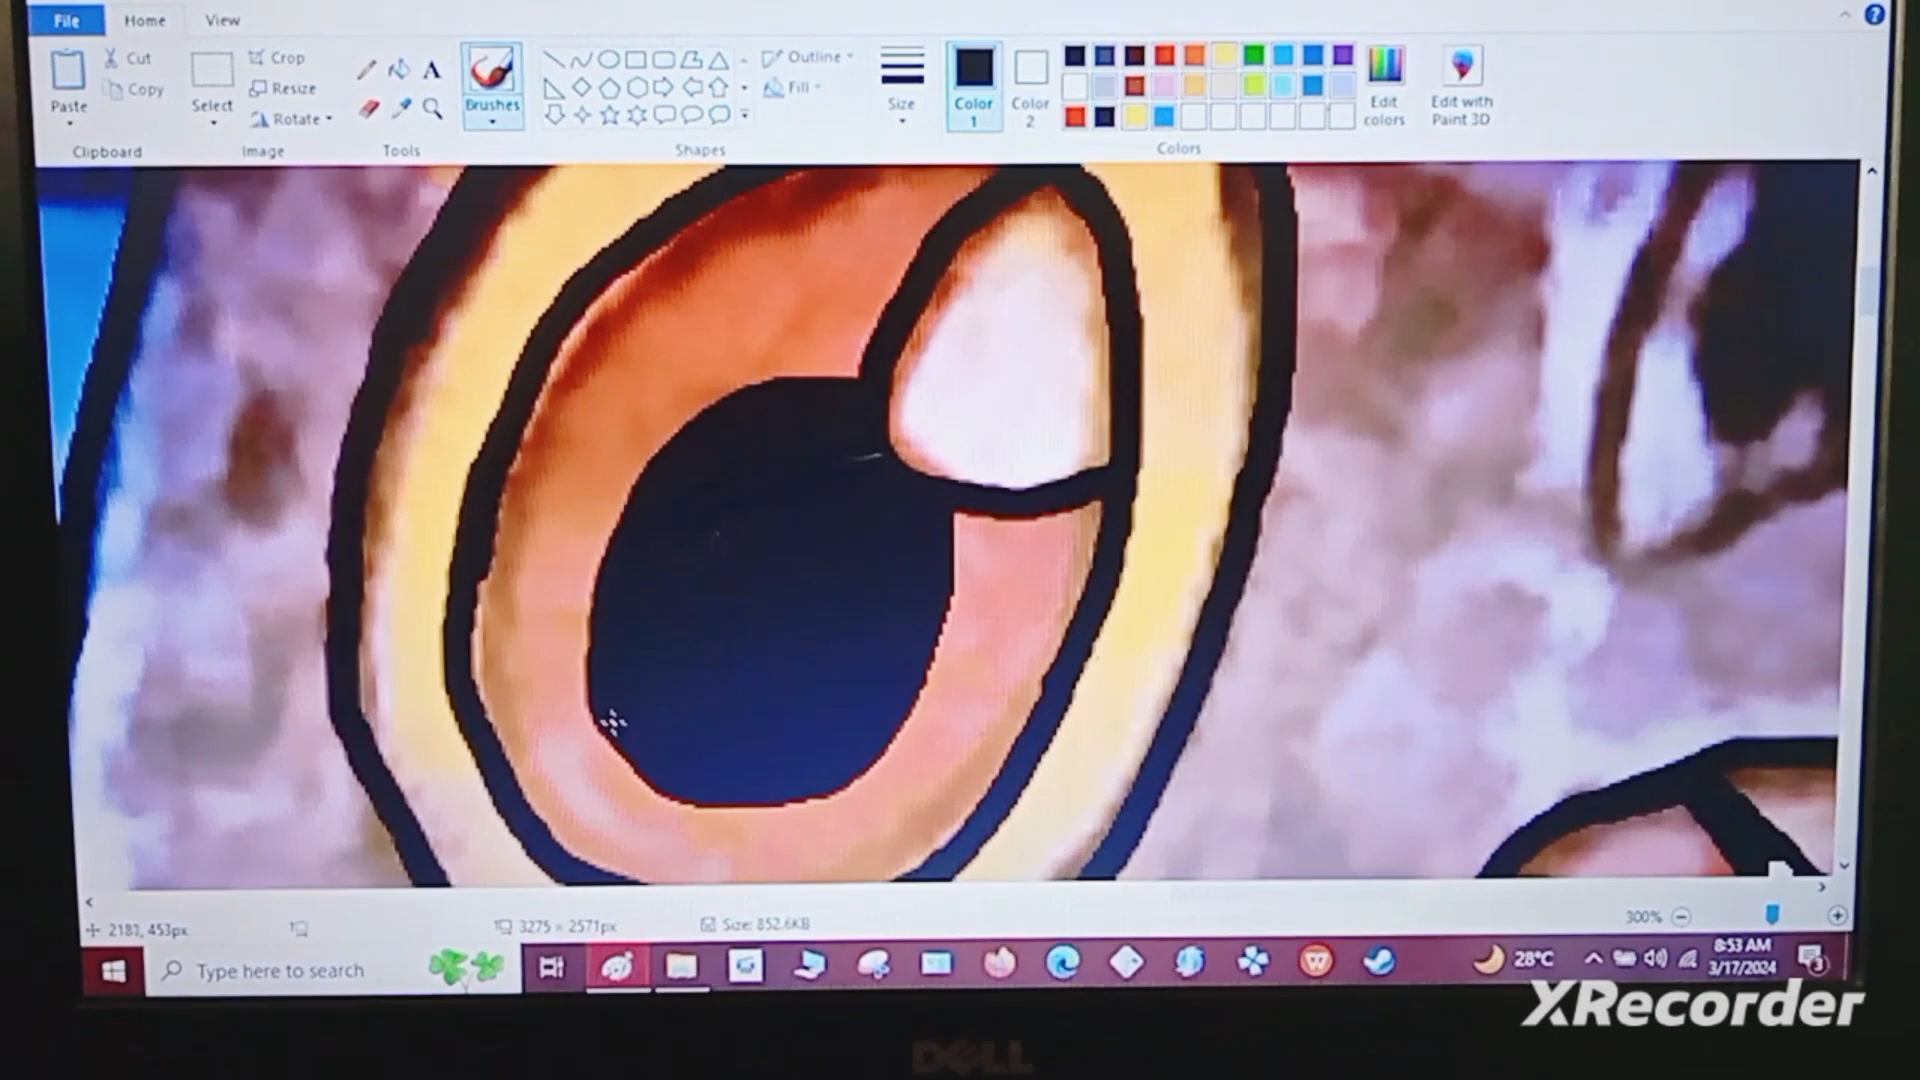 File Home View
Cut
Copy
Paste
Clipboard
Select
Crop
Resize
Rotate
Image
A
Tools
Brushes
Outline
Fill
Shapes
Size
Color
1
Color
2
Edit
colors
Colors
Edit with
Paint 3D
3275 × 2571px
Size: 852.6KB
300%
Type here to search
28°C
8:53 AM
3/17/2024
3
XRecorder
DELL